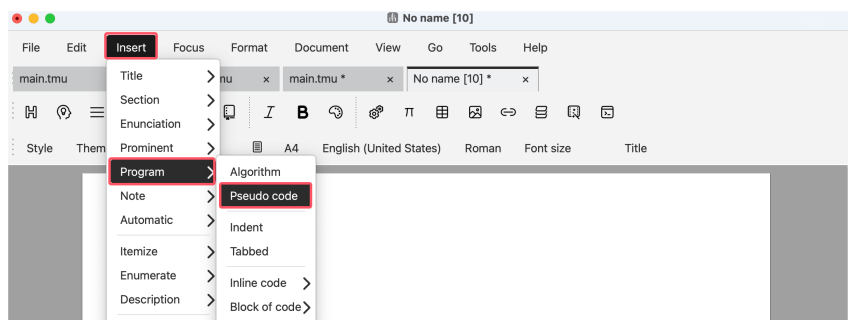 No name [10]
File Edit Insert Focus Format Document View Go Tools Help
main.tmu mu × main.tmu * × No name [10] * ×
Style Them A4 English (United States) Roman Font size Title
Title
Section
Enunciation
Prominent
Program
Note
Automatic
Itemize
Enumerate
Description
Algorithm
Pseudo code
Indent
Tabbed
Inline code
Block of code